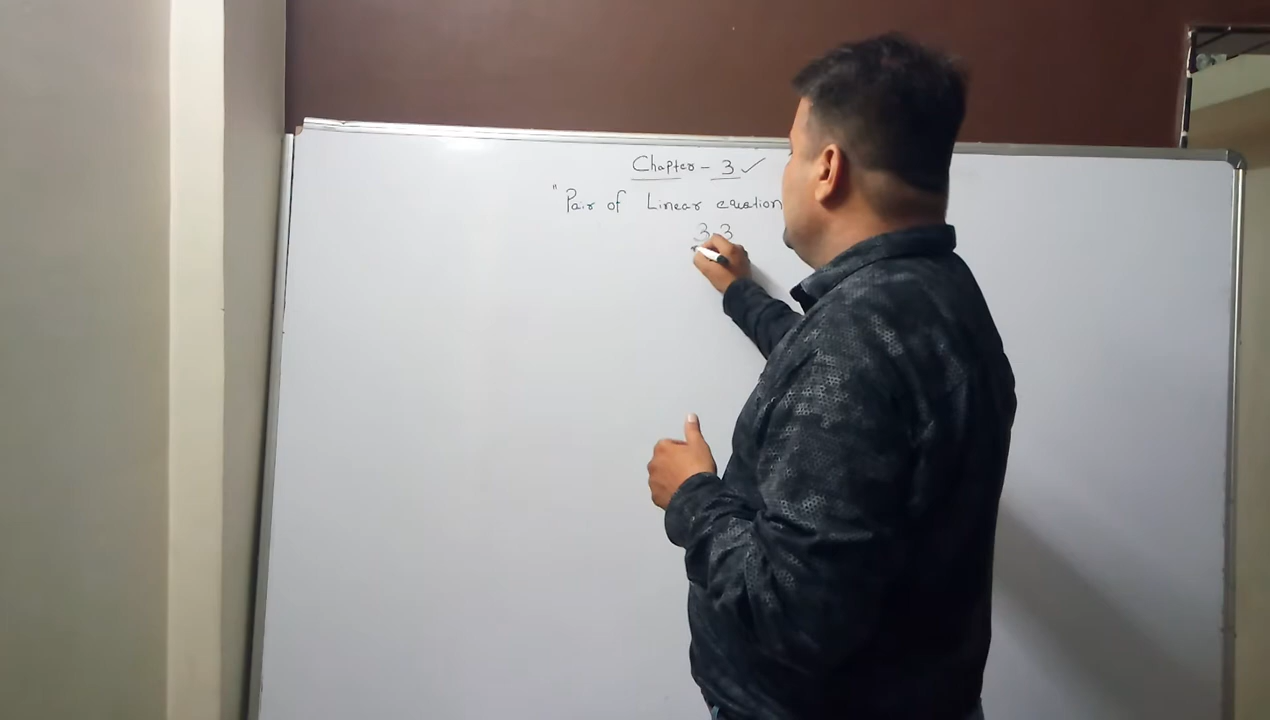 Chapter - 3 ✓
"Pair of Linear equation
3.3